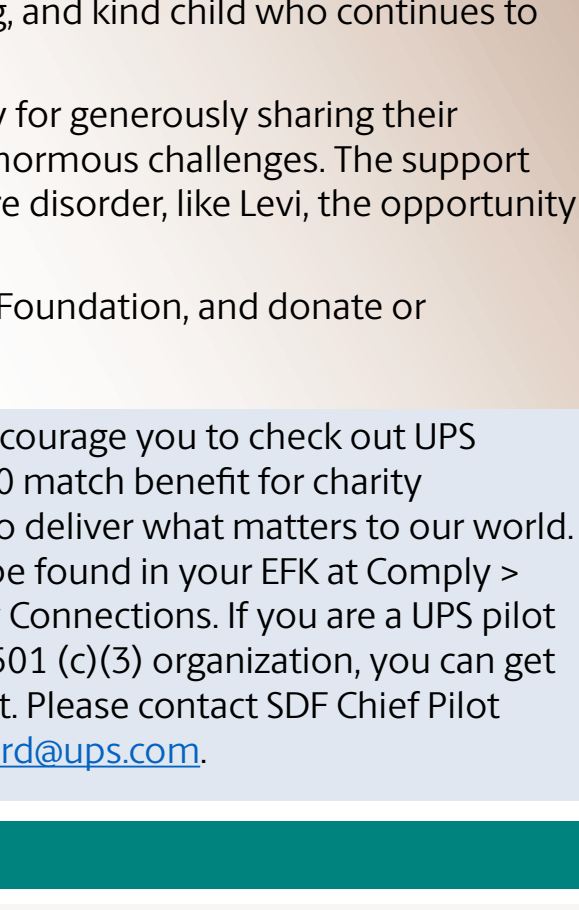 g, and kind child who continues to
y for generously sharing their
normous challenges. The support
re disorder, like Levi, the opportunity
Foundation, and donate or
courage you to check out UPS
0 match benefit for charity
o deliver what matters to our world.
be found in your EFK at Comply >
Connections. If you are a UPS pilot
501 (c)(3) organization, you can get
t. Please contact SDF Chief Pilot
rd@ups.com.